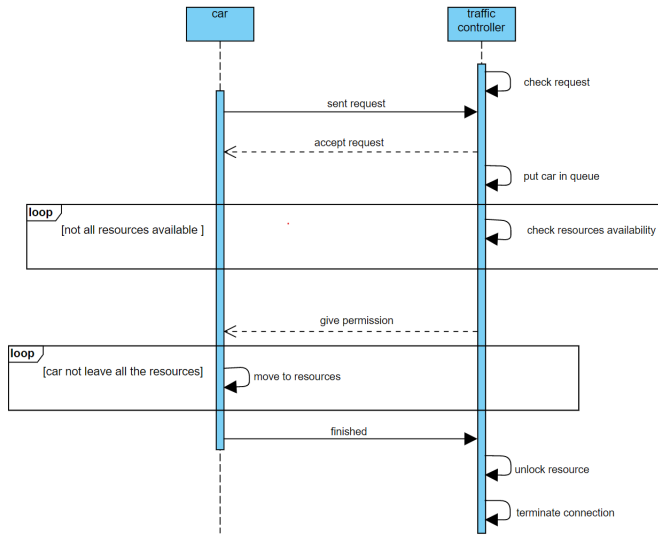 car
traffic
controller
check request
sent request
accept request
put car in queue
loop
[not all resources available ]
check resources availability
give permission
loop
[car not leave all the resources]
move to resources
finished
unlock resource
terminate connection